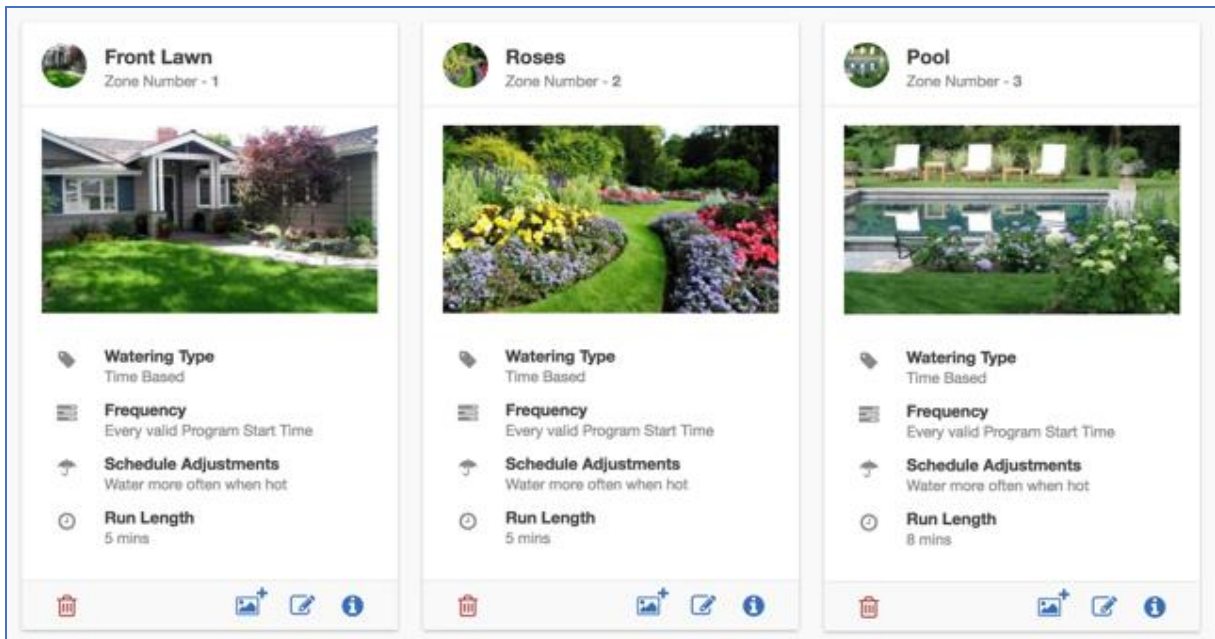 Front Lawn
Zone Number - 1
Watering Type
Time Based
Frequency
Every valid Program Start Time
Schedule Adjustments
Water more often when hot
Run Length
5 mins
Roses
Zone Number - 2
Watering Type
Time Based
Frequency
Every valid Program Start Time
Schedule Adjustments
Water more often when hot
Run Length
5 mins
Pool
Zone Number - 3
Watering Type
Time Based
Frequency
Every valid Program Start Time
Schedule Adjustments
Water more often when hot
Run Length
8 mins